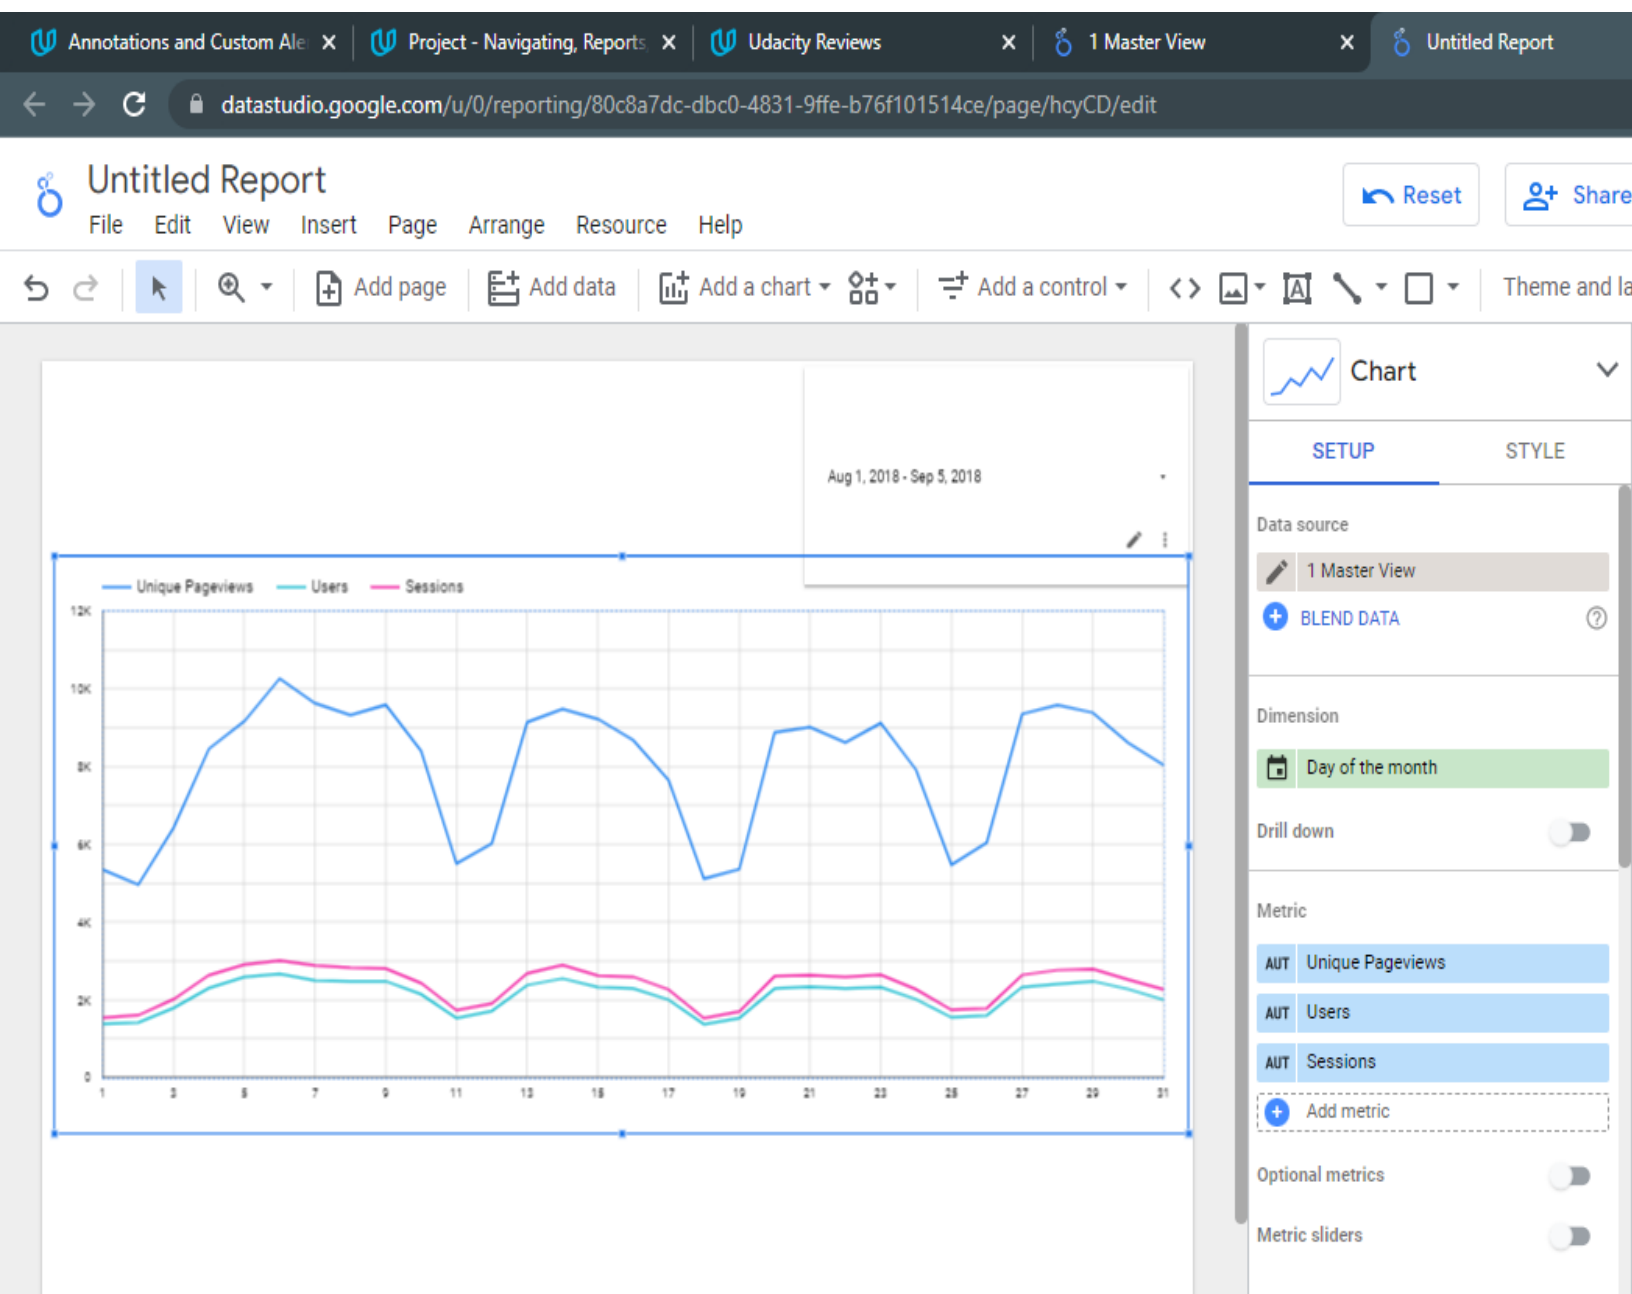 Annotations and Custom Ale
Project - Navigating, Reports,
Udacity Reviews
1 Master View
Untitled Report
datastudio.google.com/u/0/reporting/80c8a7dc-dbc0-4831-9ffe-b76f101514ce/page/hcyCD/edit
Untitled Report
Reset
Share
File Edit View Insert Page Arrange Resource Help
Add page Add data Add a chart Add a control Theme and la
Chart
SETUP STYLE
Aug 1, 2018 - Sep 5, 2018
Data source
1 Master View
BLEND DATA
Unique Pageviews Users Sessions
12K
10K
8K
6K
4K
2K
0
1 3 5 7 9 11 13 15 17 19 21 23 25 27 29 31
Dimension
Day of the month
Drill down
Metric
AUT Unique Pageviews
AUT Users
AUT Sessions
Add metric
Optional metrics
Metric sliders